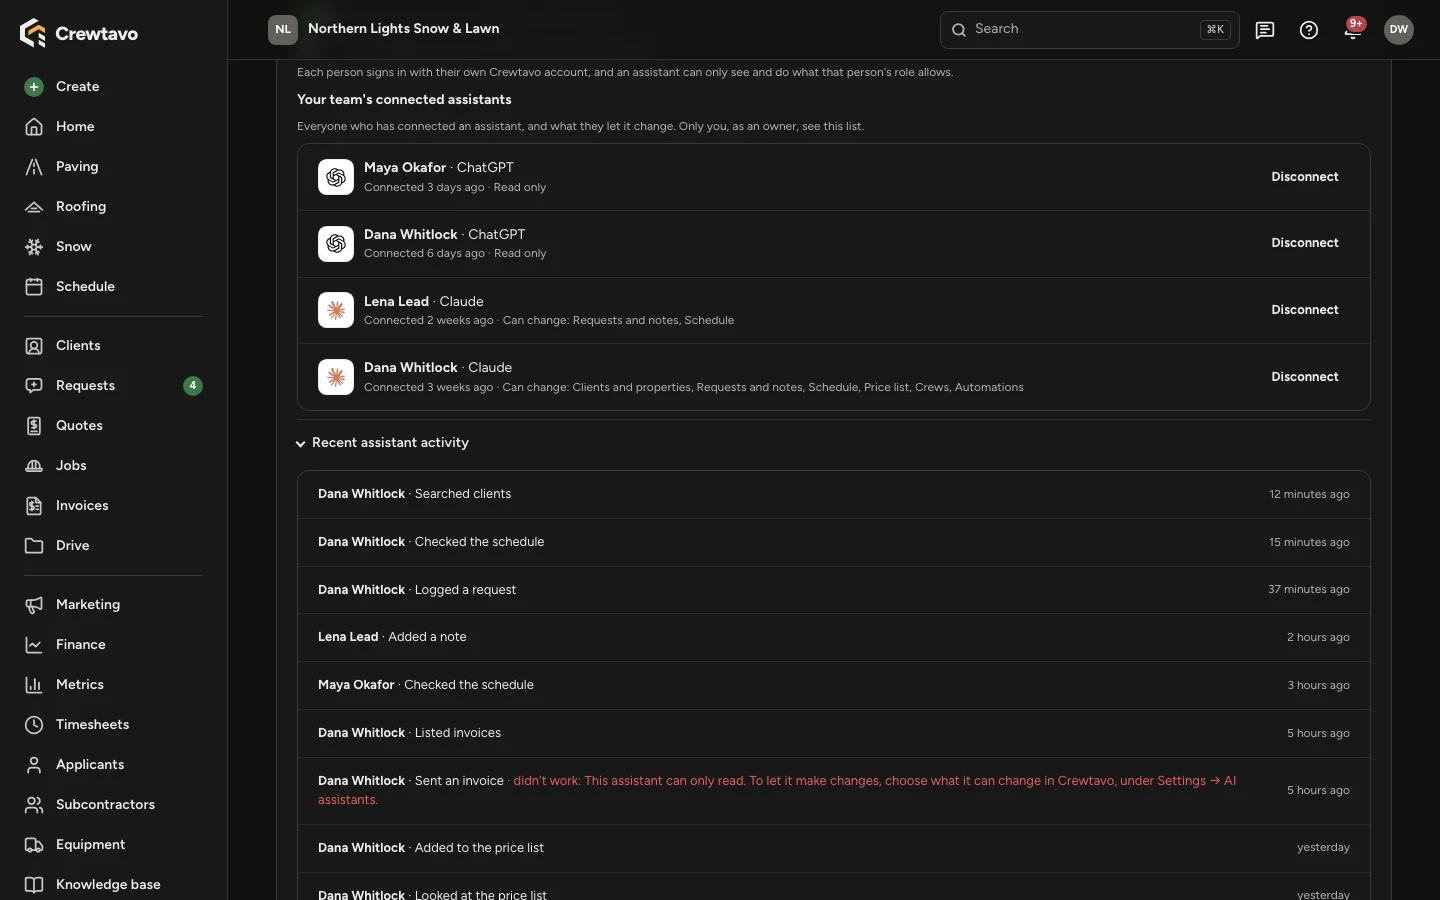 Crewtavo
NL
Northern Lights Snow & Lawn
Search
⌘K
9+
DW
Create
Home
Paving
Roofing
Snow
Schedule
Clients
Requests
4
Quotes
Jobs
Invoices
Drive
Marketing
Finance
Metrics
Timesheets
Applicants
Subcontractors
Equipment
Knowledge base
Each person signs in with their own Crewtavo account, and an assistant can only see and do what that person's role allows.
Your team's connected assistants
Everyone who has connected an assistant, and what they let it change. Only you, as an owner, see this list.
Maya Okafor · ChatGPT
Connected 3 days ago · Read only
Disconnect
Dana Whitlock · ChatGPT
Connected 6 days ago · Read only
Disconnect
Lena Lead · Claude
Connected 2 weeks ago · Can change: Requests and notes, Schedule
Disconnect
Dana Whitlock · Claude
Connected 3 weeks ago · Can change: Clients and properties, Requests and notes, Schedule, Price list, Crews, Automations
Disconnect
Recent assistant activity
Dana Whitlock · Searched clients
12 minutes ago
Dana Whitlock · Checked the schedule
15 minutes ago
Dana Whitlock · Logged a request
37 minutes ago
Lena Lead · Added a note
2 hours ago
Maya Okafor · Checked the schedule
3 hours ago
Dana Whitlock · Listed invoices
5 hours ago
Dana Whitlock · Sent an invoice · didn't work: This assistant can only read. To let it make changes, choose what it can change in Crewtavo, under Settings → AI
assistants.
5 hours ago
Dana Whitlock · Added to the price list
yesterday
Dana Whitlock · Looked at the price list
yesterday